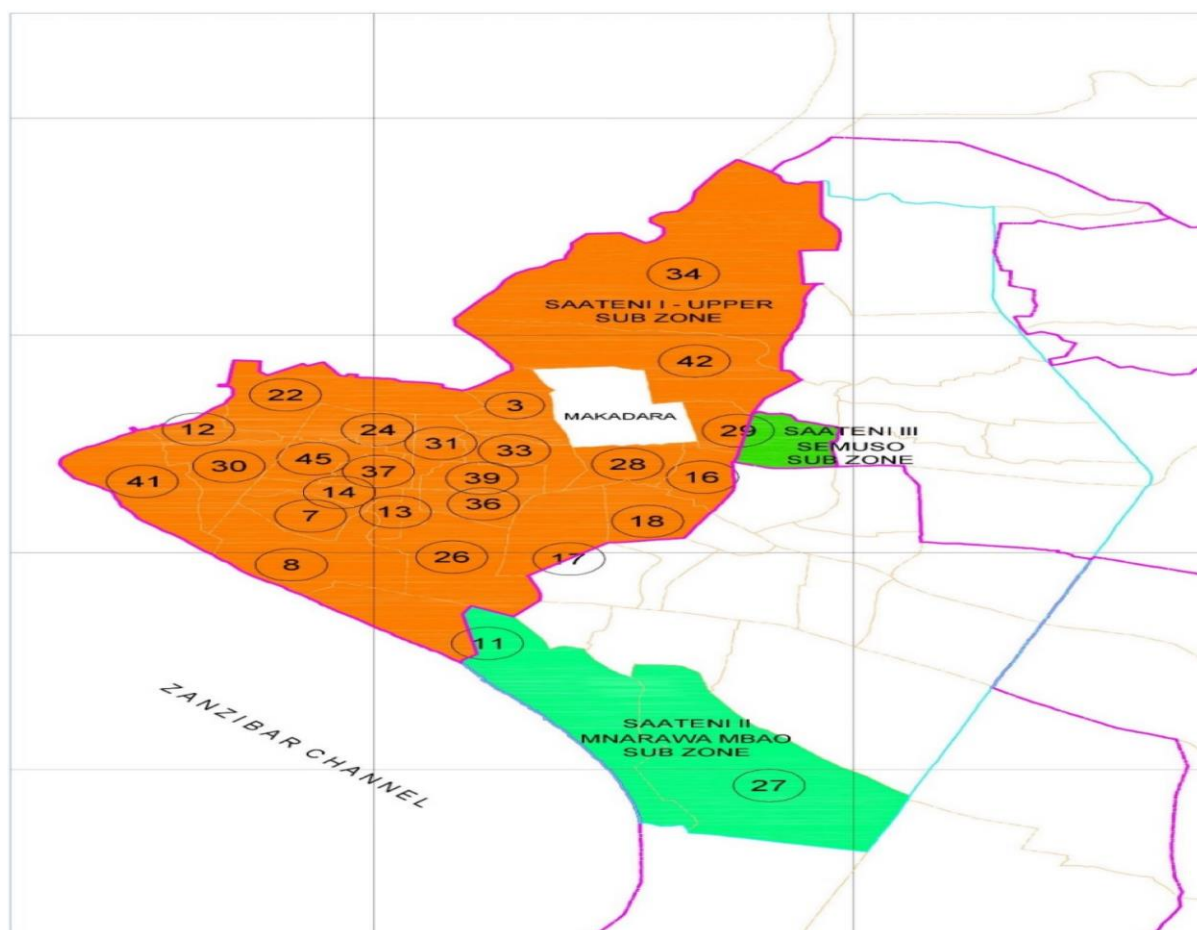 34
SAATENI I - UPPER
SUB ZONE
42
22
3
MAKADARA
12
24
31
33
29
SAATENI III
SEMUSO
SUB ZONE
30
45
37
39
28
16
41
14
7
13
36
18
8
26
17
11
ZANZIBAR CHANNEL
SAATENI II
MNARAWA MBAO
SUB ZONE
27